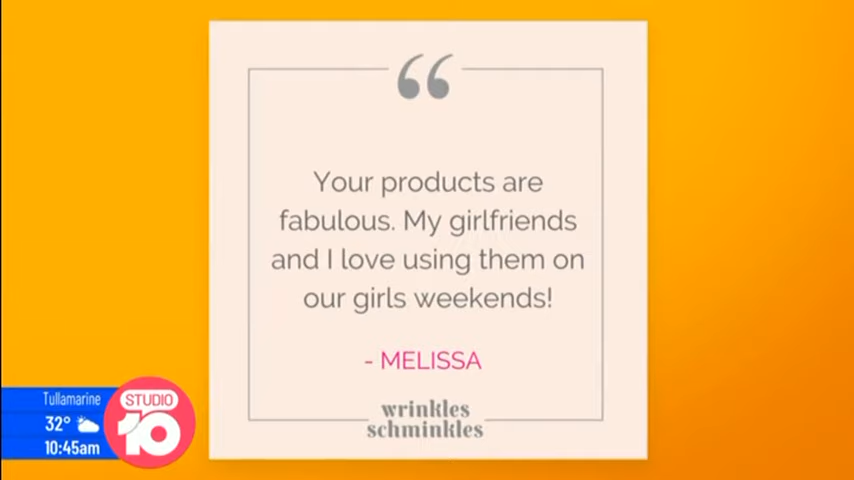 “
Your products are
fabulous. My girlfriends
and I love using them on
our girls weekends!
- MELISSA
wrinkles
schminkles
Tullamarine
32°
10:45am
STUDIO
10